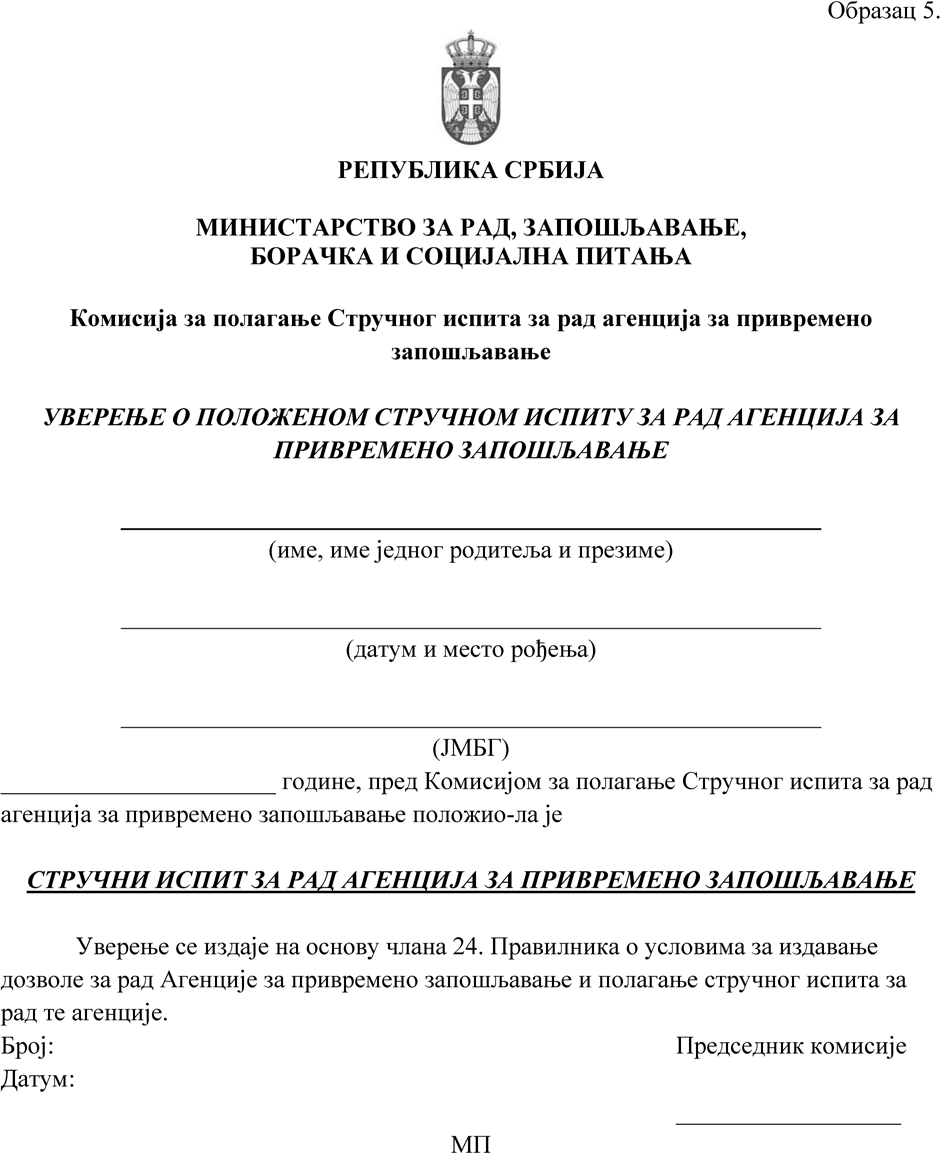 Образац 5.
РЕПУБЛИКА СРБИЈА
МИНИСТАРСТВО ЗА РАД, ЗАПОШЉАВАЊЕ,
БОРАЧКА И СОЦИЈАЛНА ПИТАЊА
Комисија за полагање Стручног испита за рад агенција за привремено
запошљавање
УВЕРЕЊЕ О ПОЛОЖЕНОМ СТРУЧНОМ ИСПИТУ ЗА РАД АГЕНЦИЈА ЗА
ПРИВРЕМЕНО ЗАПОШЉАВАЊЕ
(име, име једног родитеља и презиме)
(датум и место рођења)
(ЈМБГ)
______________________ године, пред Комисијом за полагање Стручног испита за рад
агенција за привремено запошљавање положио-ла је
СТРУЧНИ ИСПИТ ЗА РАД АГЕНЦИЈА ЗА ПРИВРЕМЕНО ЗАПОШЉАВАЊЕ
Уверење се издаје на основу члана 24. Правилника о условима за издавање
дозволе за рад Агенције за привремено запошљавање и полагање стручног испита за
рад те агенције.
Број: Председник комисије
Датум:
МП